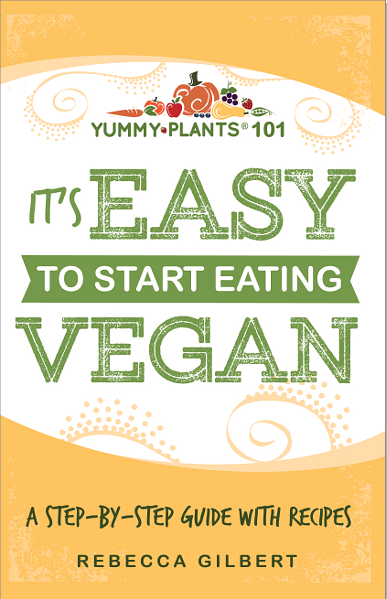 YUMMY•PLANTS® 101
IT'S EASY
TO START EATING
VEGAN
A STEP-BY-STEP GUIDE WITH RECIPES
REBECCA GILBERT